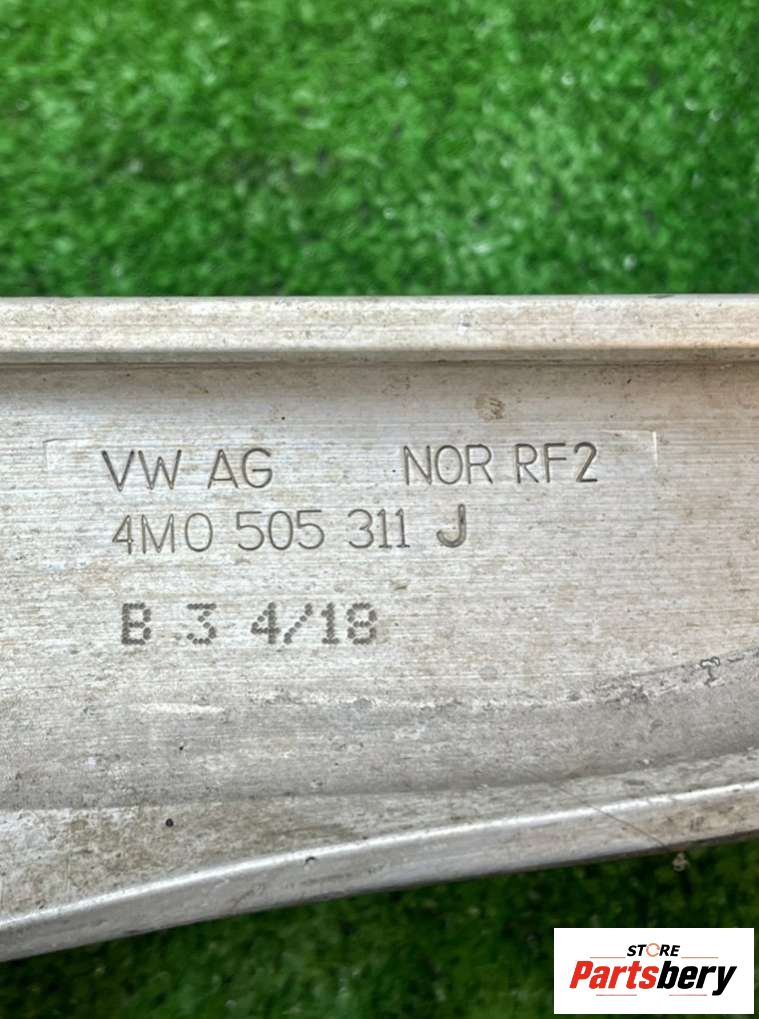 VW AG NOR RF2
4M0 505 311 J
B 3 4/18
STORE
Partsbery